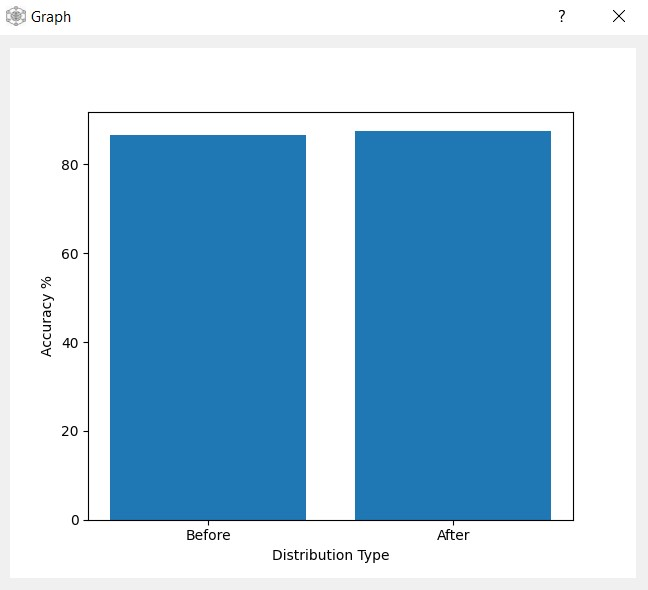 Graph
?
80
60
40
20
0
Accuracy %
Before
After
Distribution Type